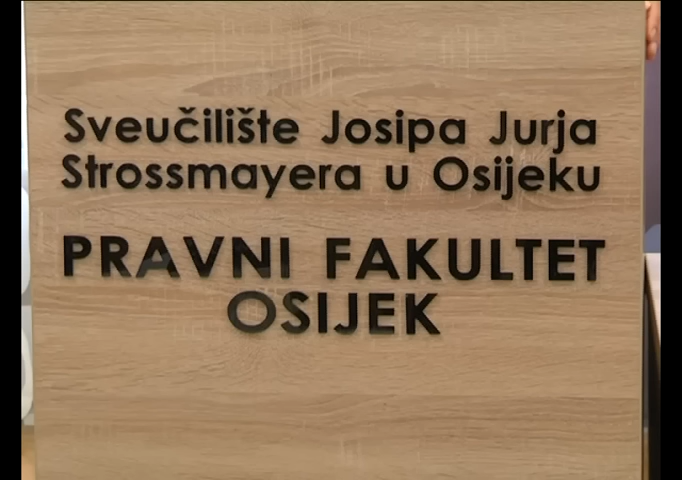 Sveučilište Josipa Jurja
Strossmayera u Osijeku
PRAVNI FAKULTET
OSIJEK